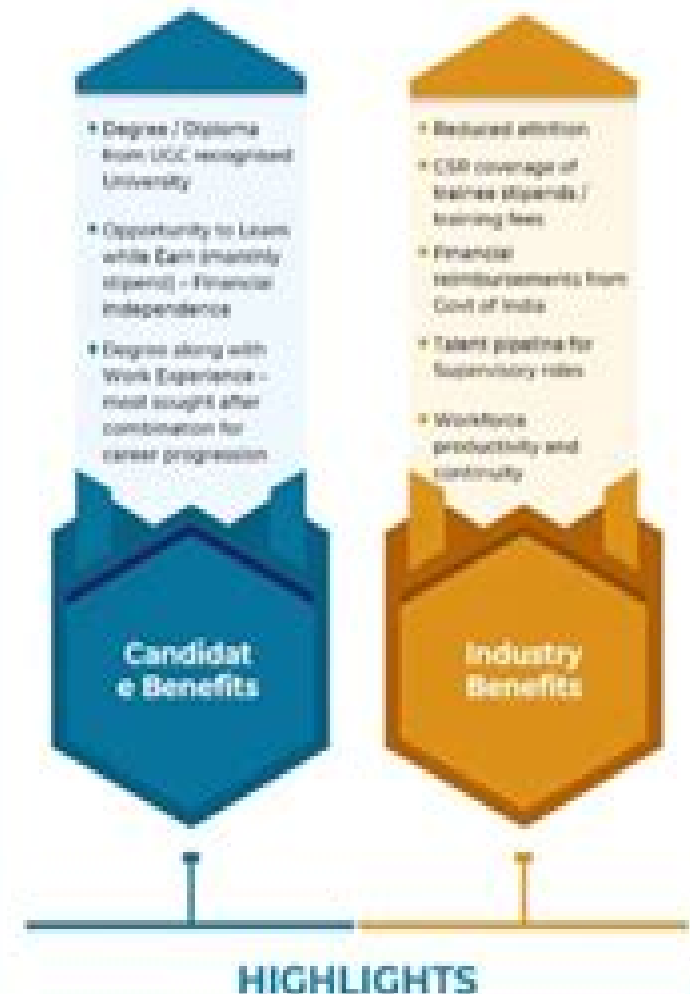 • Degree / Diploma
from UGC recognised
University
• Opportunity to Learn
while Earn (monthly
stipend) – Financial
Independence
• Degree along with
Work Experience –
most sought after
combination for
career progression
Candidat
e Benefits
• Reduced attrition
• CSR coverage of
trainee stipends /
training fees
• Financial
reimbursements from
Govt of India
• Talent pipeline for
Supervisory roles
• Workforce
productivity and
continuity
Industry
Benefits
HIGHLIGHTS